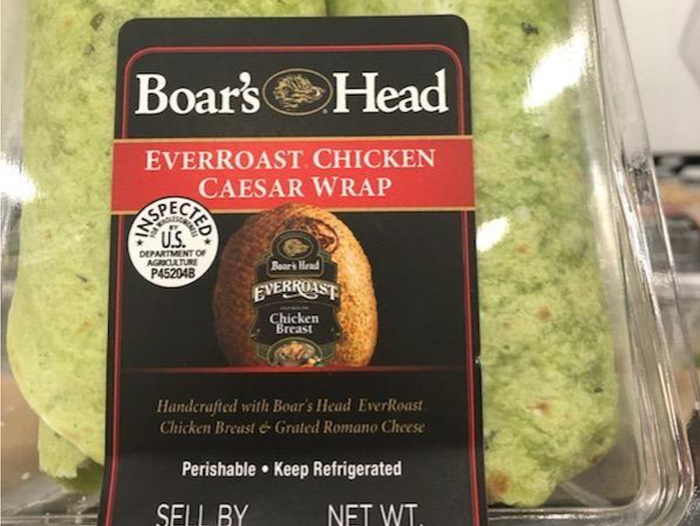 Boar's Head
EVERROAST CHICKEN
CAESAR WRAP
INSPECTED
FOR WHOLESOMENESS
BY
U.S.
DEPARTMENT OF
AGRICULTURE
P45204B
Boar's Head
EVERROAST
Chicken
Breast
Handcrafted with Boar's Head EverRoast
Chicken Breast & Grated Romano Cheese
Perishable • Keep Refrigerated
SELL BY NET WT.